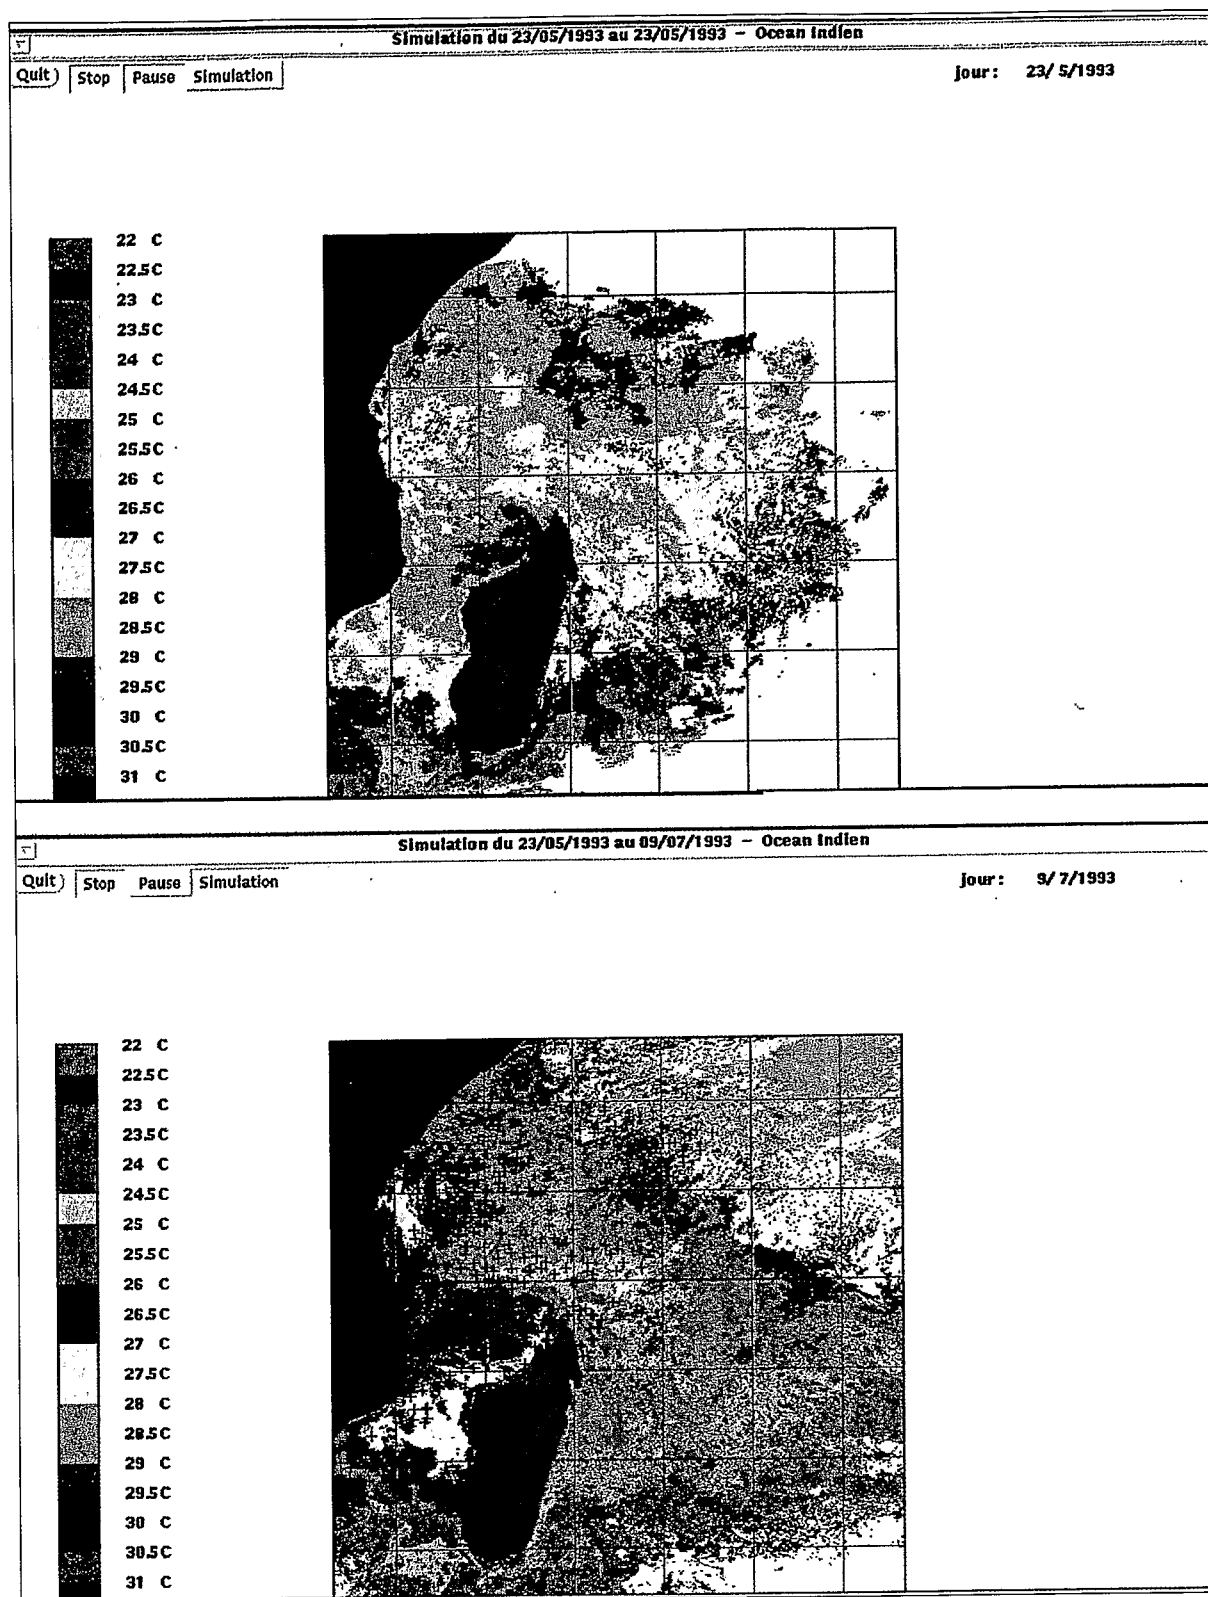 Simulation du 23/05/1993 au 23/05/1993 - Ocean Indien
Quit Stop Pause Simulation jour: 23/ 5/1993
22 C
22.5C
23 C
23.5C
24 C
24.5C
25 C
25.5C
26 C
26.5C
27 C
27.5C
28 C
28.5C
29 C
29.5C
30 C
30.5C
31 C
Simulation du 23/05/1993 au 09/07/1993 - Ocean Indien
Quit Stop Pause Simulation jour: 9/ 7/1993
22 C
22.5C
23 C
23.5C
24 C
24.5C
25 C
25.5C
26 C
26.5C
27 C
27.5C
28 C
28.5C
29 C
29.5C
30 C
30.5C
31 C